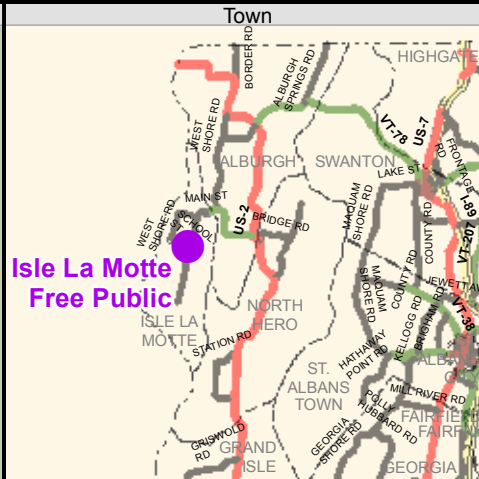 Town
BORDER RD
HIGHGATE
ALBURGH
SPRINGS RD
WEST
SHORE RD
VT-78
US-7
FRONTAGE
RD
ALBURGH
SWANTON
LAKE ST
I-89
MAIN ST
MAQUAM
SHORE RD
COUNTY RD
VT-207
WEST
SHORE RD
SCHOOL
ST
US-2
BRIDGE RD
Isle La Motte
Free Public
MAQUAM
SHORE RD
COUNTY RD
JEWETT AV
VT-38
ISLE LA
MOTTE
NORTH
HERO
KELLOGG RD
BRIGHAM RD
STATION RD
HATHAWAY
POINT RD
ALBA
ST.
ALBANS
TOWN
MILL RIVER RD
POLLY
HUBBARD RD
FAIRFIE
FAIRF
GRISWOLD
RD
GRAND
ISLE
GEORGIA
SHORE RD
GEORGIA